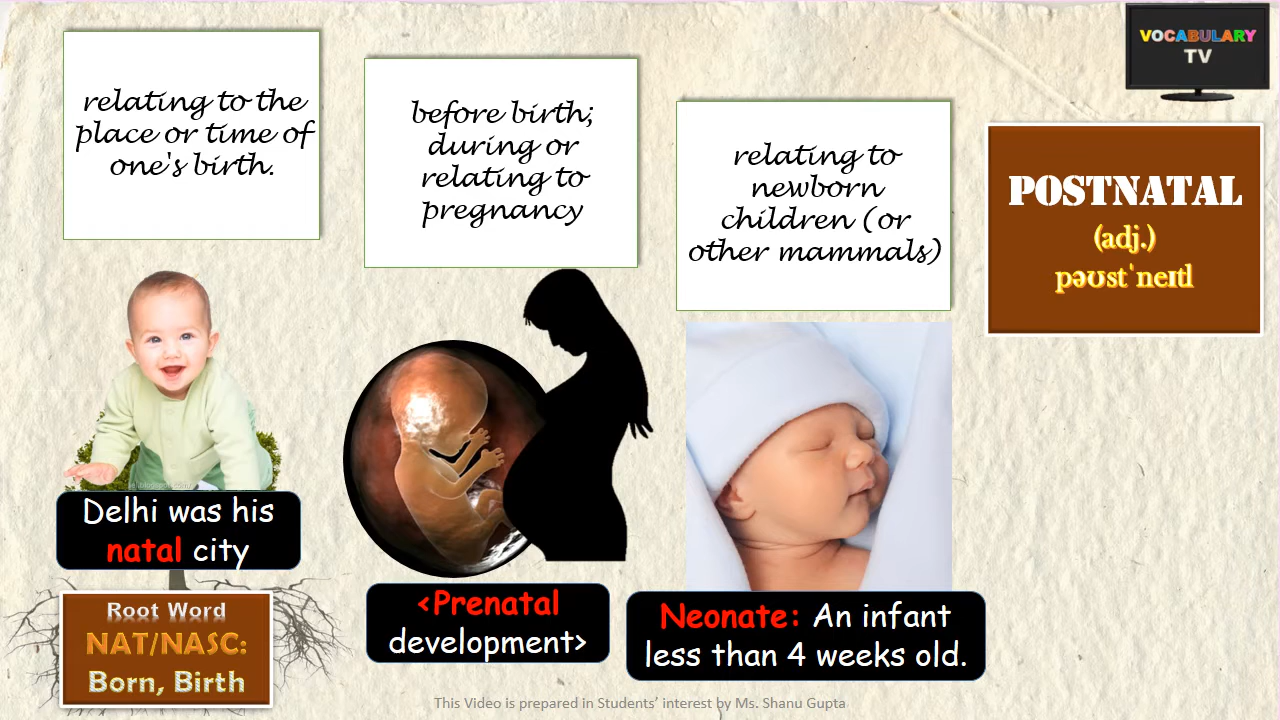 relating to the
place or time of
one's birth.
Delhi was his
natal city
Root Word
NAT/NASC:
Born, Birth
before birth;
during or
relating to
pregnancy
<Prenatal
development>
relating to
newborn
children (or
other mammals)
Neonate: An infant
less than 4 weeks old.
VOCABULARY
TV
POSTNATAL
(adj.)
pəʊstˈneɪtl
This Video is prepared in Students’ interest by Ms. Shanu Gupta